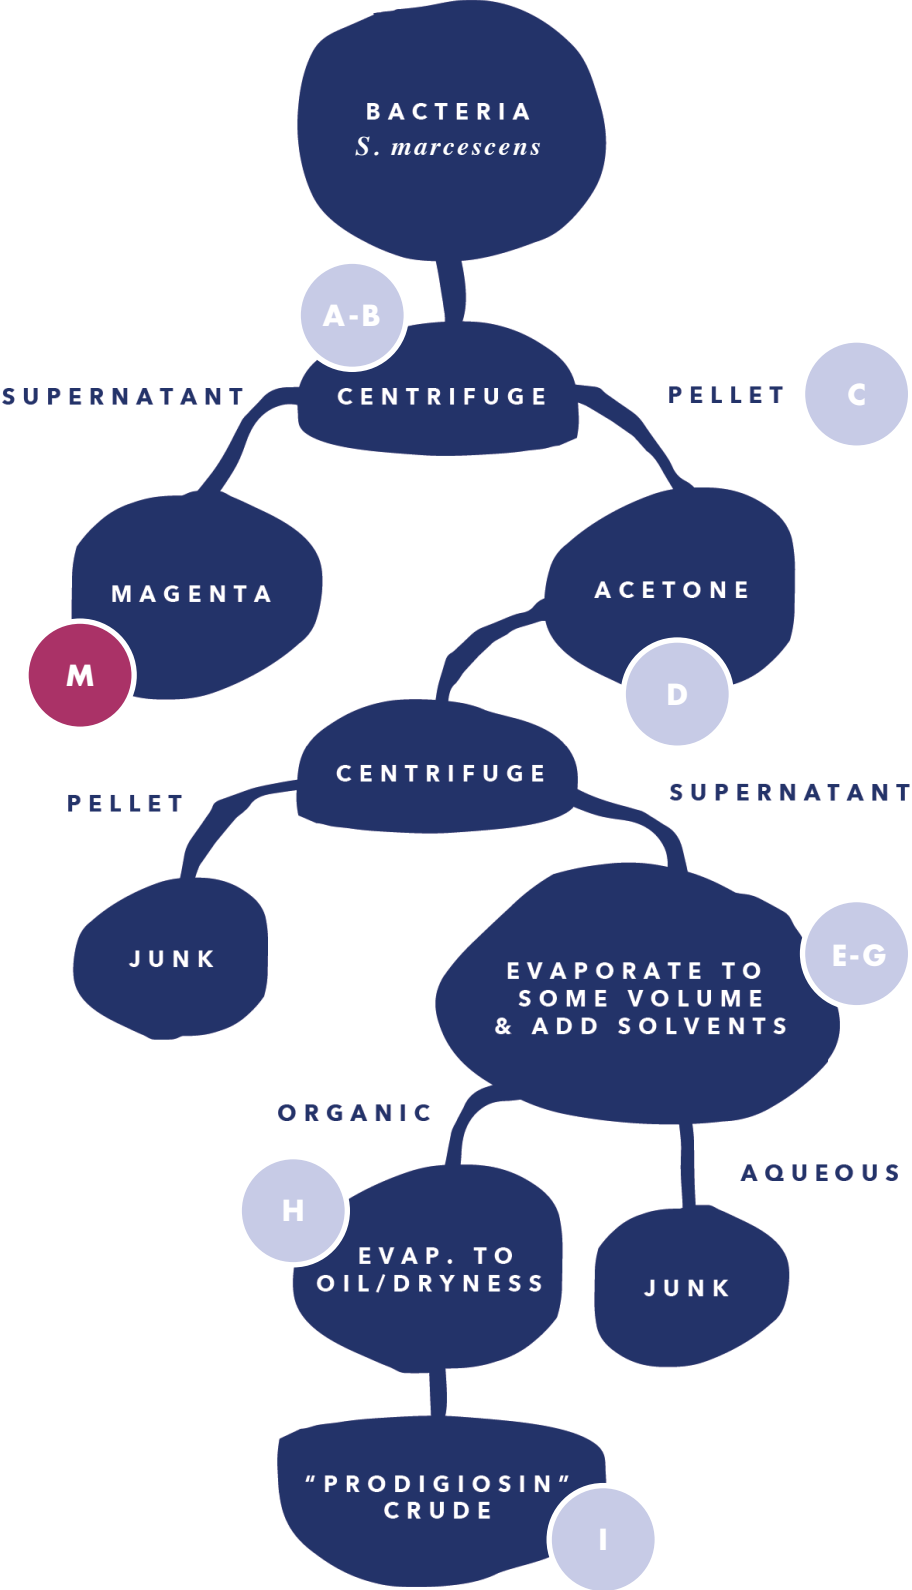 BACTERIA
S. marcescens
A-B
SUPERNATANT
CENTRIFUGE
PELLET
C
MAGENTA
ACETONE
M
D
CENTRIFUGE
PELLET
SUPERNATANT
JUNK
E-G
EVAPORATE TO
SOME VOLUME
& ADD SOLVENTS
ORGANIC
AQUEOUS
H
EVAP. TO
OIL/DRYNESS
JUNK
"PRODIGIOSIN"
CRUDE
I